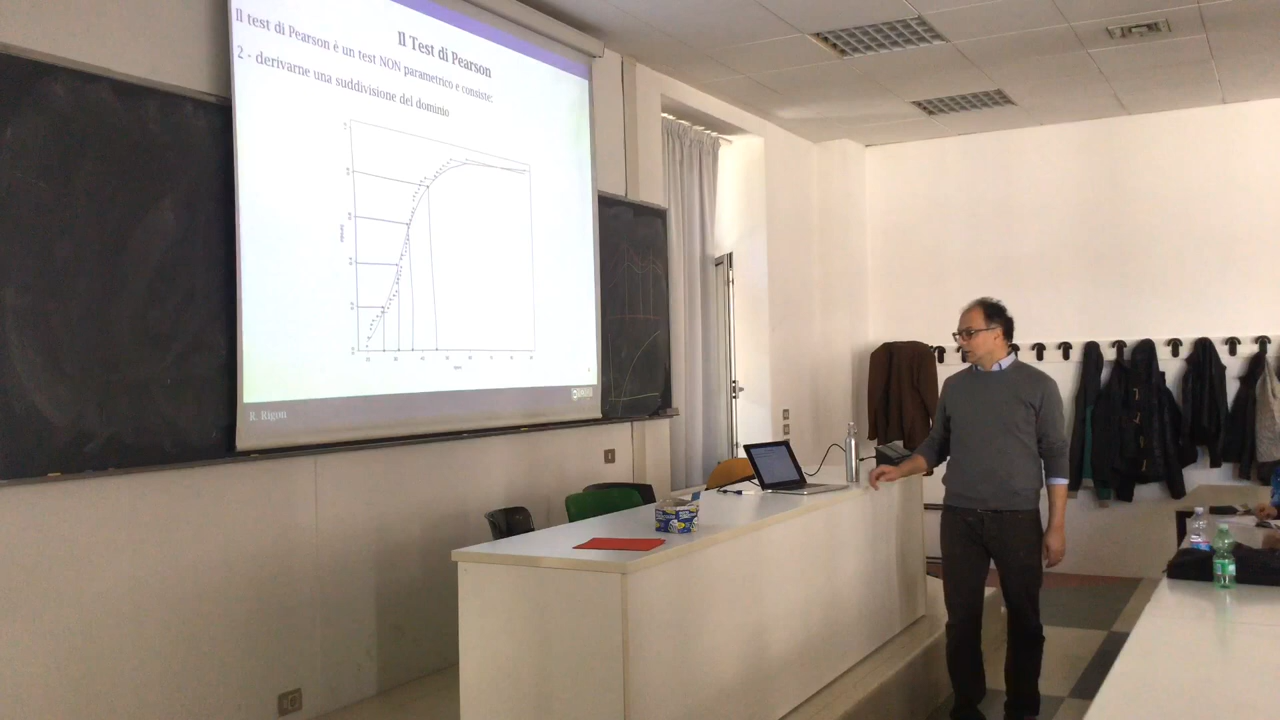 Il Test di Pearson
Il test di Pearson è un test NON parametrico e consiste:
2 - derivarne una suddivisione del dominio
R. Rigon